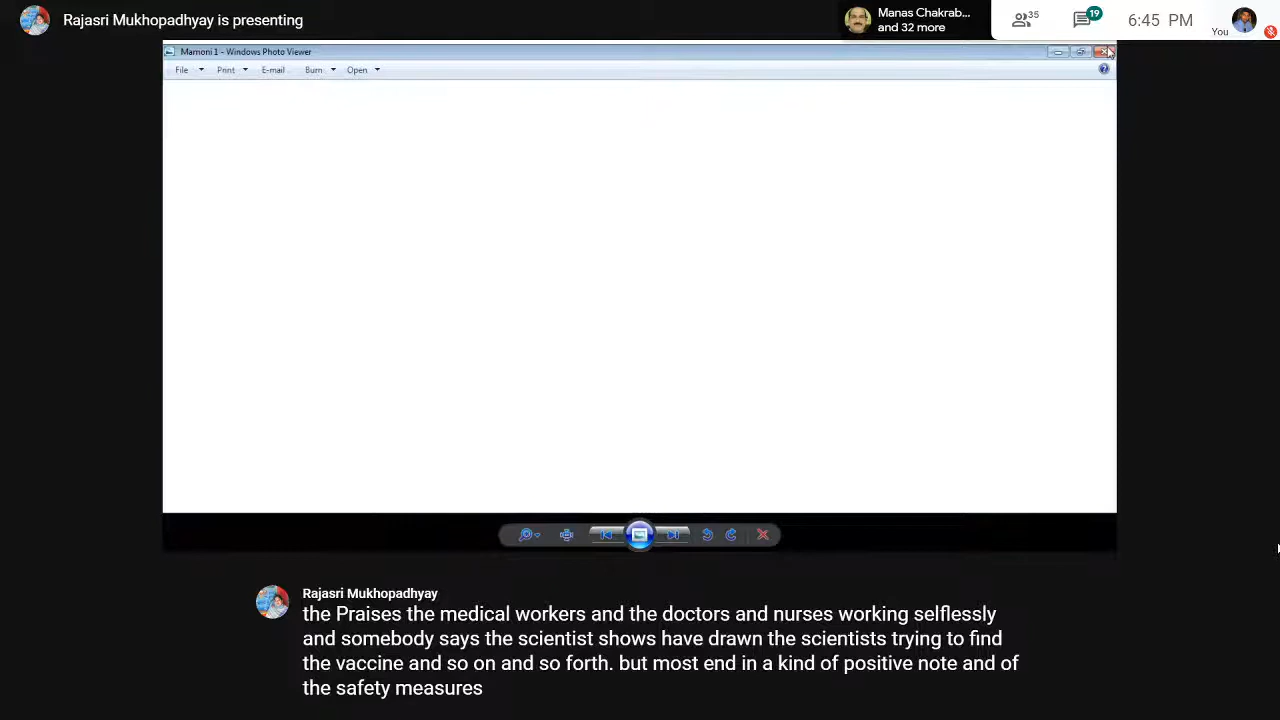 Rajasri Mukhopadhyay is presenting
Manas Chakrab...
and 32 more
35
19
6:45 PM
You
Mamoni 1 - Windows Photo Viewer
File Print E-mail Burn Open
Rajasri Mukhopadhyay
the Praises the medical workers and the doctors and nurses working selflessly
and somebody says the scientist shows have drawn the scientists trying to find
the vaccine and so on and so forth. but most end in a kind of positive note and of
the safety measures